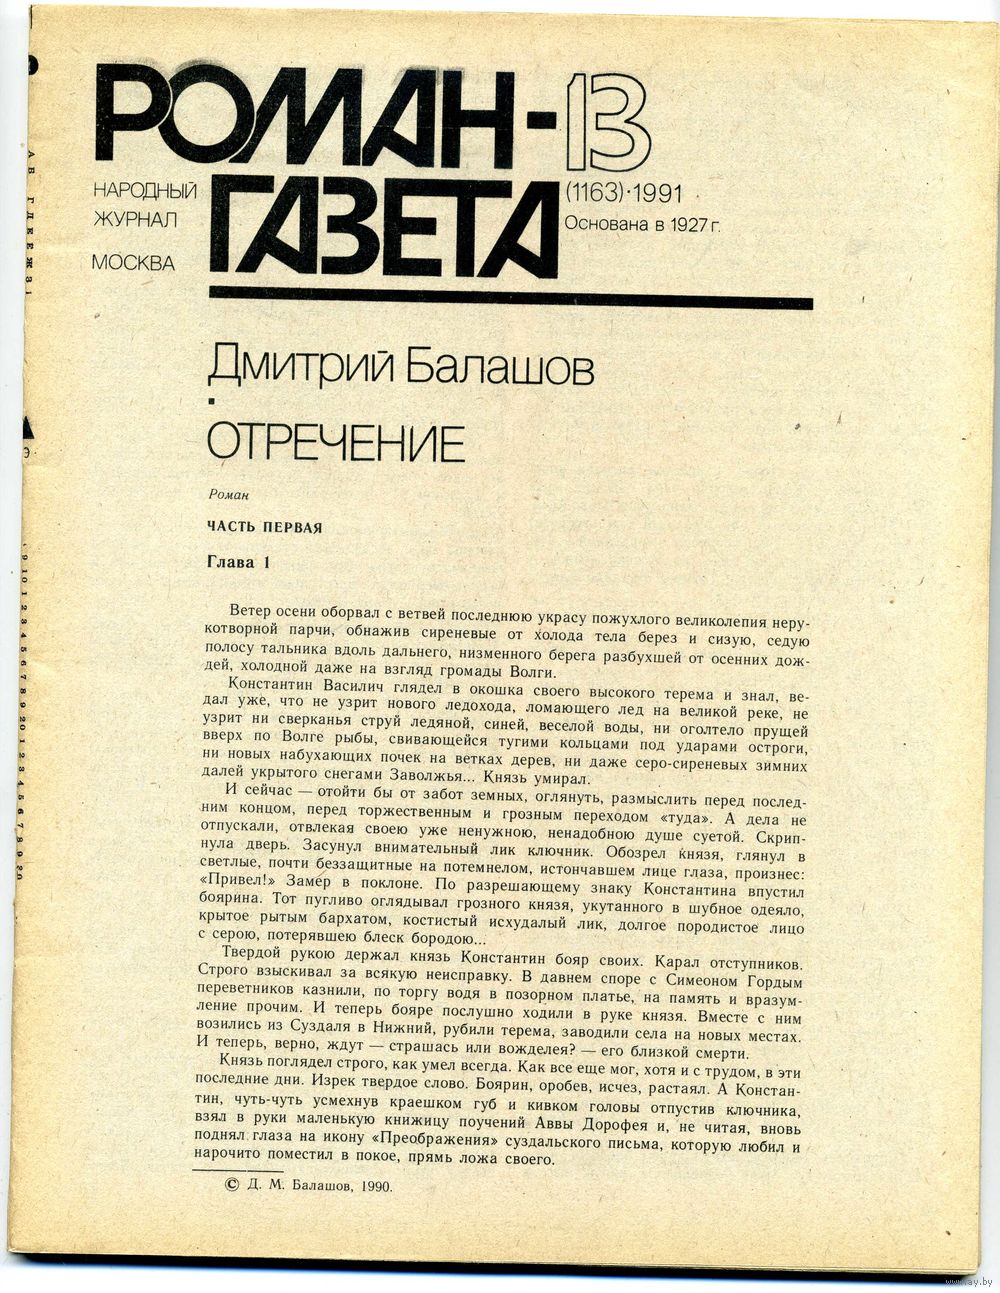 РОМАН-13
ГАЗЕТА
НАРОДНЫЙ
ЖУРНАЛ
МОСКВА
(1163)·1991
Основана в 1927 г.
Дмитрий Балашов
ОТРЕЧЕНИЕ
Роман
ЧАСТЬ ПЕРВАЯ
Глава 1
Ветер осени оборвал с ветвей последнюю украсу пожухлого великолепия неру-
котворной парчи, обнажив сиреневые от холода тела берез и сизую, седую
полосу тальника вдоль дальнего, низменного берега разбухшей от осенних дож-
дей, холодной даже на взгляд громады Волги.
Константин Василич глядел в окошка своего высокого терема и знал, ве-
дал уже, что не узрит нового ледохода, ломающего лед на великой реке, не
узрит ни сверканья струй ледяной, синей, веселой воды, ни оголтело прущей
вверх по Волге рыбы, свивающейся тугими кольцами под ударами остроги,
ни новых набухающих почек на ветках дерев, ни даже серо-сиреневых зимних
далей укрытого снегами Заволжья... Князь умирал.
И сейчас — отойти бы от забот земных, оглянуть, размыслить перед послед-
ним концом, перед торжественным и грозным переходом «туда». А дела не
отпускали, отвлекая своею уже ненужною, ненадобною душе суетой. Скрип-
нула дверь. Засунул внимательный лик ключник. Обозрел князя, глянул в
светлые, почти беззащитные на потемнелом, истончавшем лице глаза, произнес:
«Привел!» Замер в поклоне. По разрешающему знаку Константина впустил
боярина. Тот пугливо оглядывал грозного князя, укутанного в шубное одеяло,
крытое рытым бархатом, костистый исхудалый лик, долгое породистое лицо
с серою, потерявшею блеск бородою...
Твердой рукою держал князь Константин бояр своих. Карал отступников.
Строго взыскивал за всякую неисправку. В давнем споре с Симеоном Гордым
переветников казнили, по торгу водя в позорном платье, на память и вразум-
ление прочим. И теперь бояре послушно ходили в руке князя. Вместе с ним
возились из Суздаля в Нижний, рубили терема, заводили села на новых местах.
И теперь, верно, ждут — страшась или вожделея? — его близкой смерти.
Князь поглядел строго, как умел всегда. Как все еще мог, хотя и с трудом, в эти
последние дни. Изрек твердое слово. Боярин, оробев, исчез, растаял. А Констан-
тин, чуть-чуть усмехнув краешком губ и кивком головы отпустив ключника,
взял в руки маленькую книжицу поучений Аввы Дорофея и, не читая, вновь
поднял глаза на икону «Преображения» суздальского письма, которую любил и
нарочито поместил в покое, прямь ложа своего.
© Д. М. Балашов, 1990.
www.ay.by